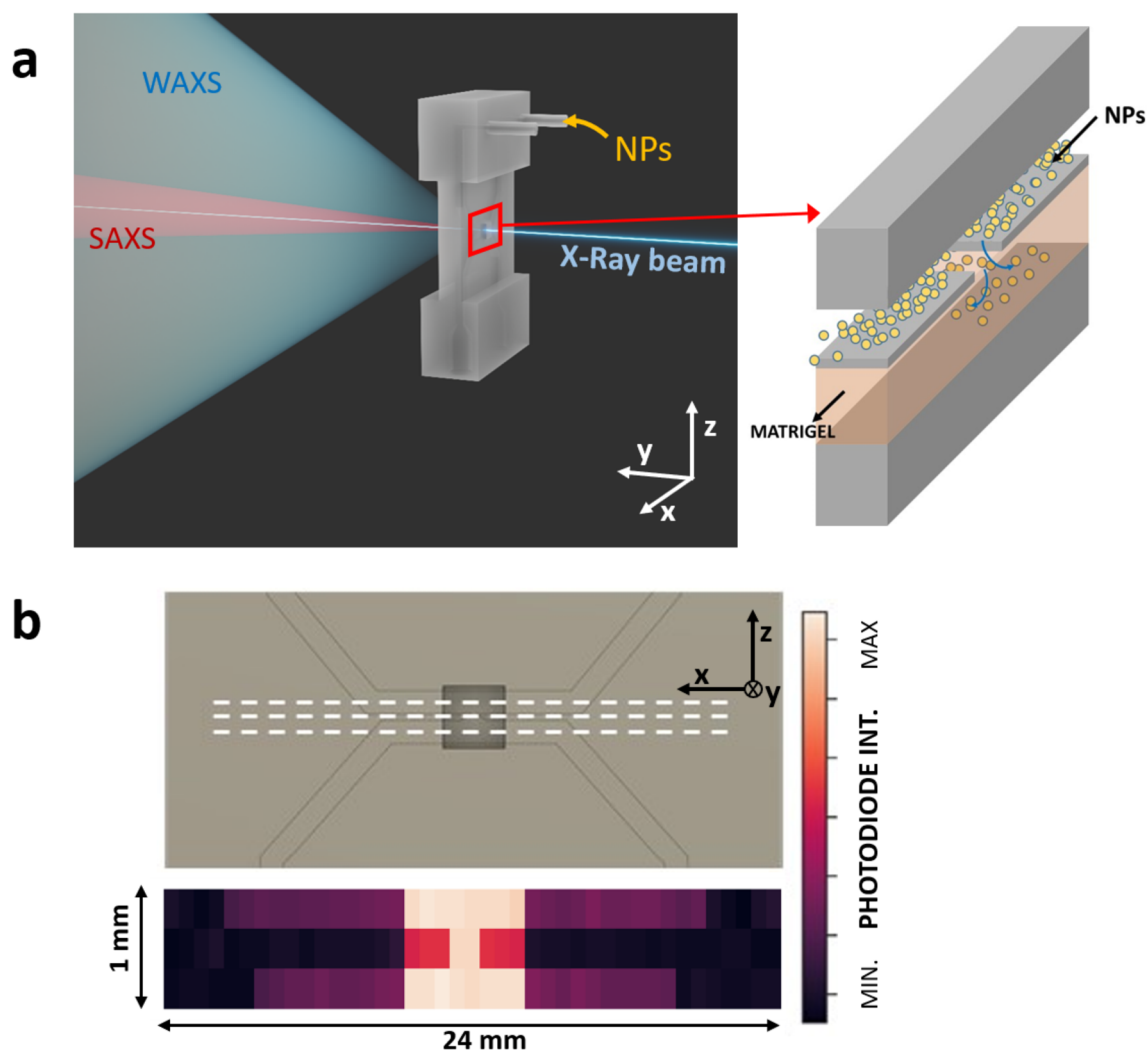 a
WAXS
SAXS
NPs
X-Ray beam
z
y
x
NPs
MATRIGEL
b
z
x
y
MIN. PHOTODIODE INT. MAX
1 mm
24 mm